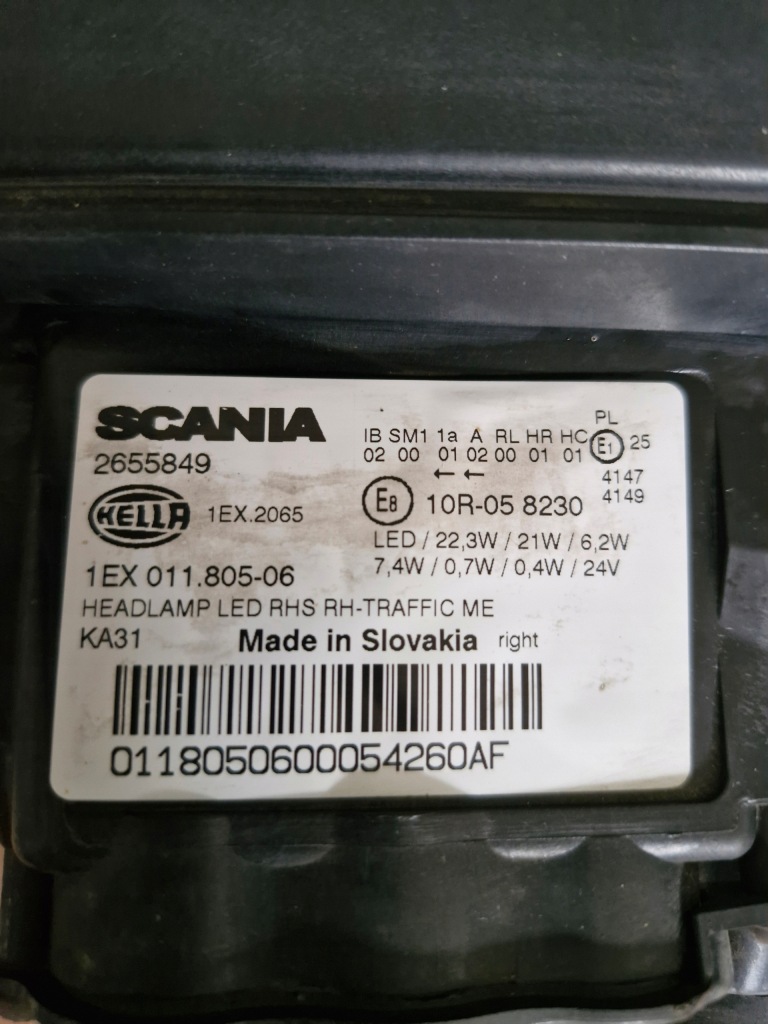 SCANIA
2655849
HELLA 1EX.2065
1EX 011.805-06
IB SM1 1a A RL HR HC PL
02 00 01 02 00 01 01 E1 25
← ← 4147
4149
E8 10R-05 8230
LED / 22,3W / 21W / 6,2W
7,4W / 0,7W / 0,4W / 24V
HEADLAMP LED RHS RH-TRAFFIC ME
KA31 Made in Slovakia right
0118050600054260AF